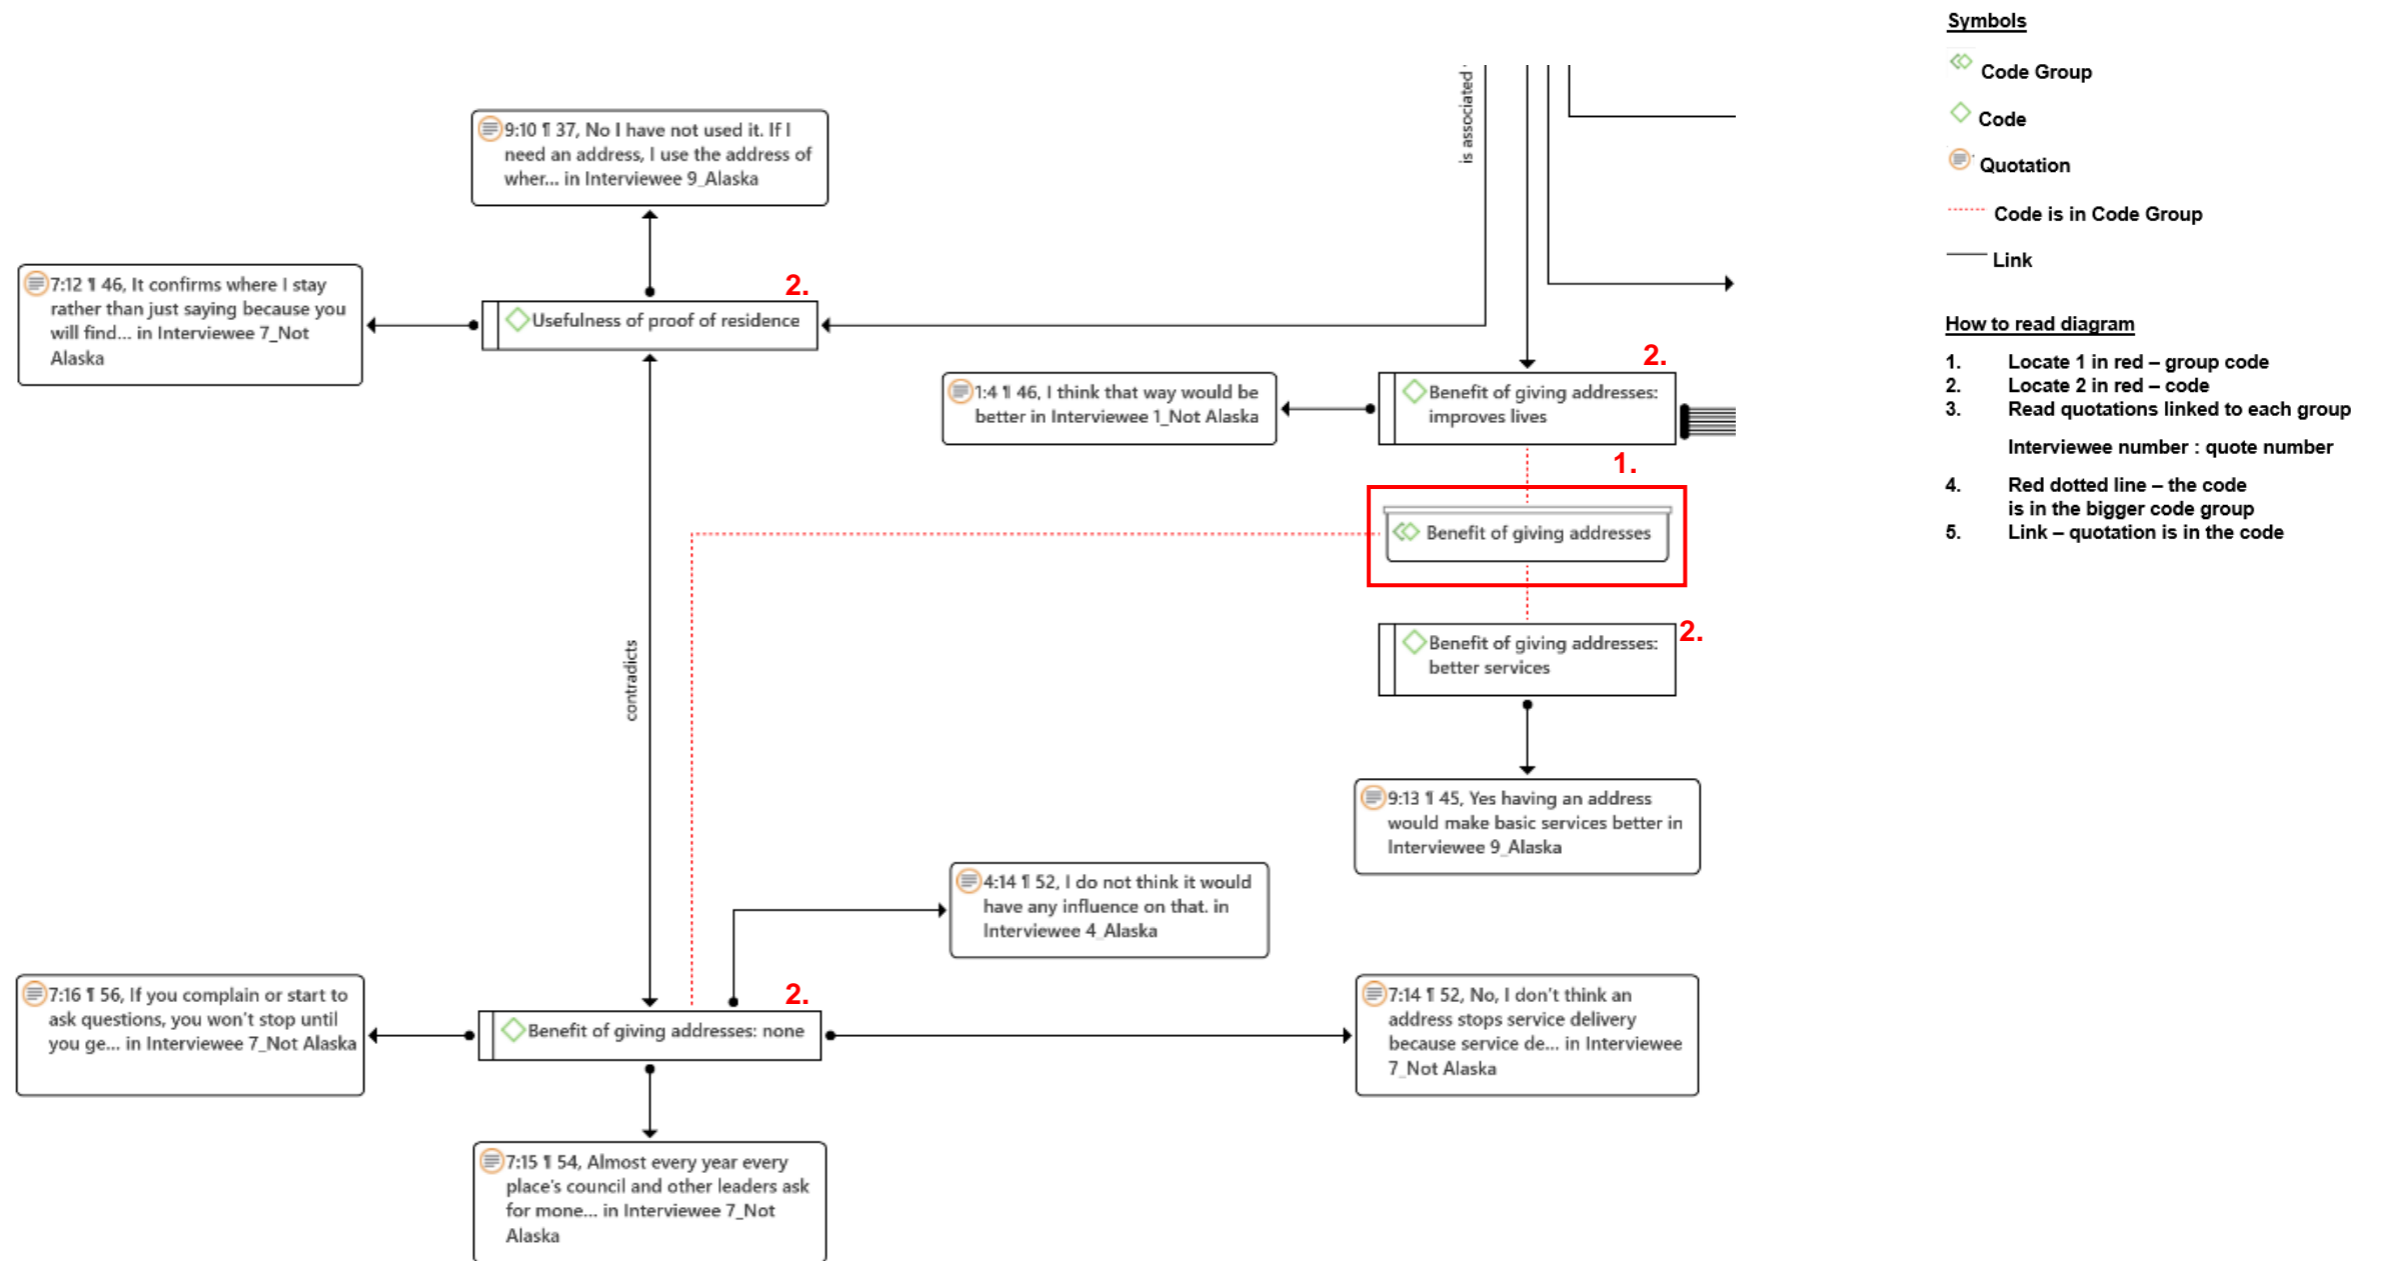 Symbols
Code Group
Code
Quotation
Code is in Code Group
Link
How to read diagram
1. Locate 1 in red – group code
2. Locate 2 in red – code
3. Read quotations linked to each group
Interviewee number : quote number
4. Red dotted line – the code
is in the bigger code group
5. Link – quotation is in the code
is associated
9:10 ¶ 37, No I have not used it. If I
need an address, I use the address of
wher... in Interviewee 9_Alaska
7:12 ¶ 46, It confirms where I stay
rather than just saying because you
will find... in Interviewee 7_Not
Alaska
2.
Usefulness of proof of residence
2.
1:4 ¶ 46, I think that way would be
better in Interviewee 1_Not Alaska
Benefit of giving addresses:
improves lives
1.
Benefit of giving addresses
2.
Benefit of giving addresses:
better services
contradicts
9:13 ¶ 45, Yes having an address
would make basic services better in
Interviewee 9_Alaska
4:14 ¶ 52, I do not think it would
have any influence on that. in
Interviewee 4_Alaska
7:16 ¶ 56, If you complain or start to
ask questions, you won't stop until
you ge... in Interviewee 7_Not Alaska
2.
Benefit of giving addresses: none
7:14 ¶ 52, No, I don't think an
address stops service delivery
because service de... in Interviewee
7_Not Alaska
7:15 ¶ 54, Almost every year every
place's council and other leaders ask
for mone... in Interviewee 7_Not
Alaska